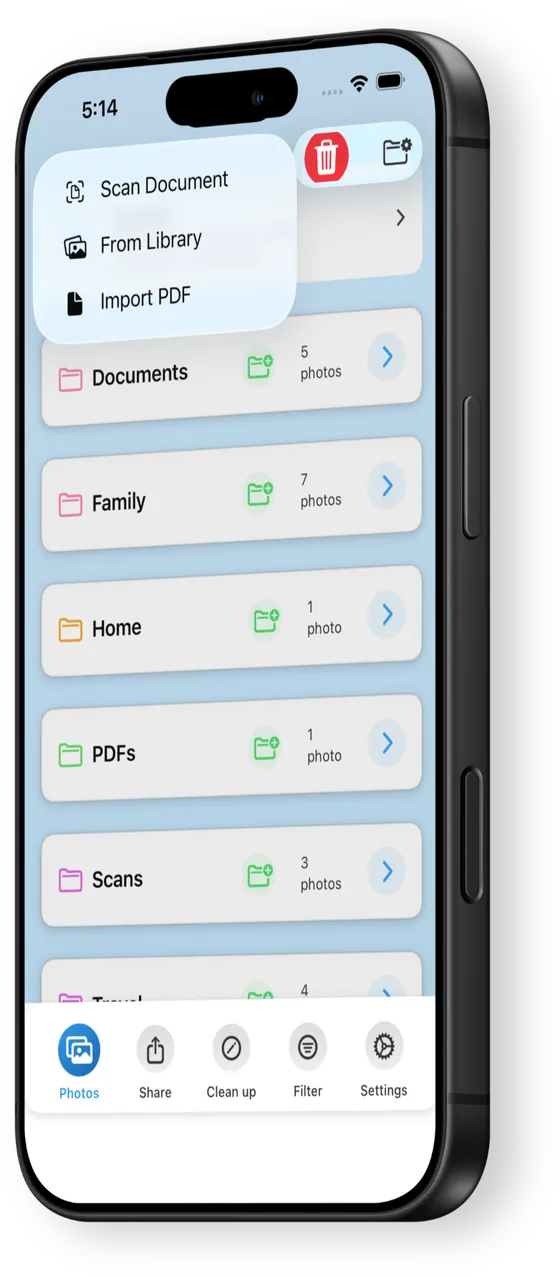 5:14
Scan Document
From Library
Import PDF
Documents
5
photos
Family
7
photos
Home
1
photo
PDFs
1
photo
Scans
3
photos
Travel
4
Photos
Share
Clean up
Filter
Settings